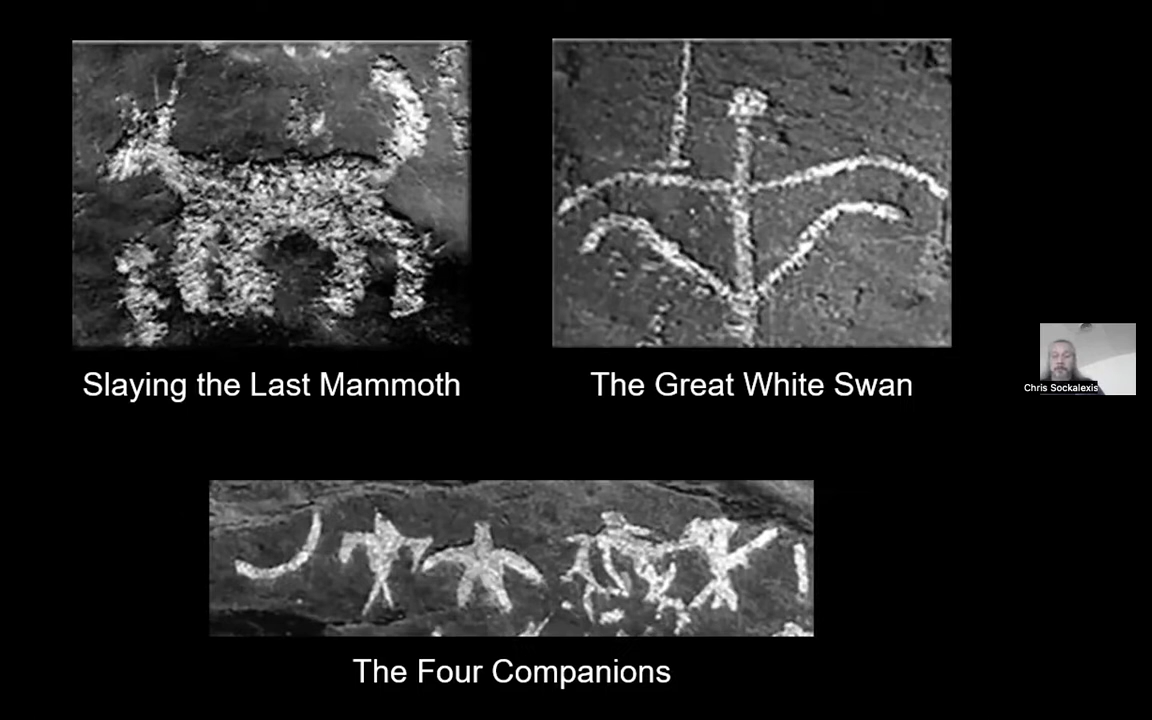 Slaying the Last Mammoth
The Great White Swan
Chris Sockalexis
The Four Companions